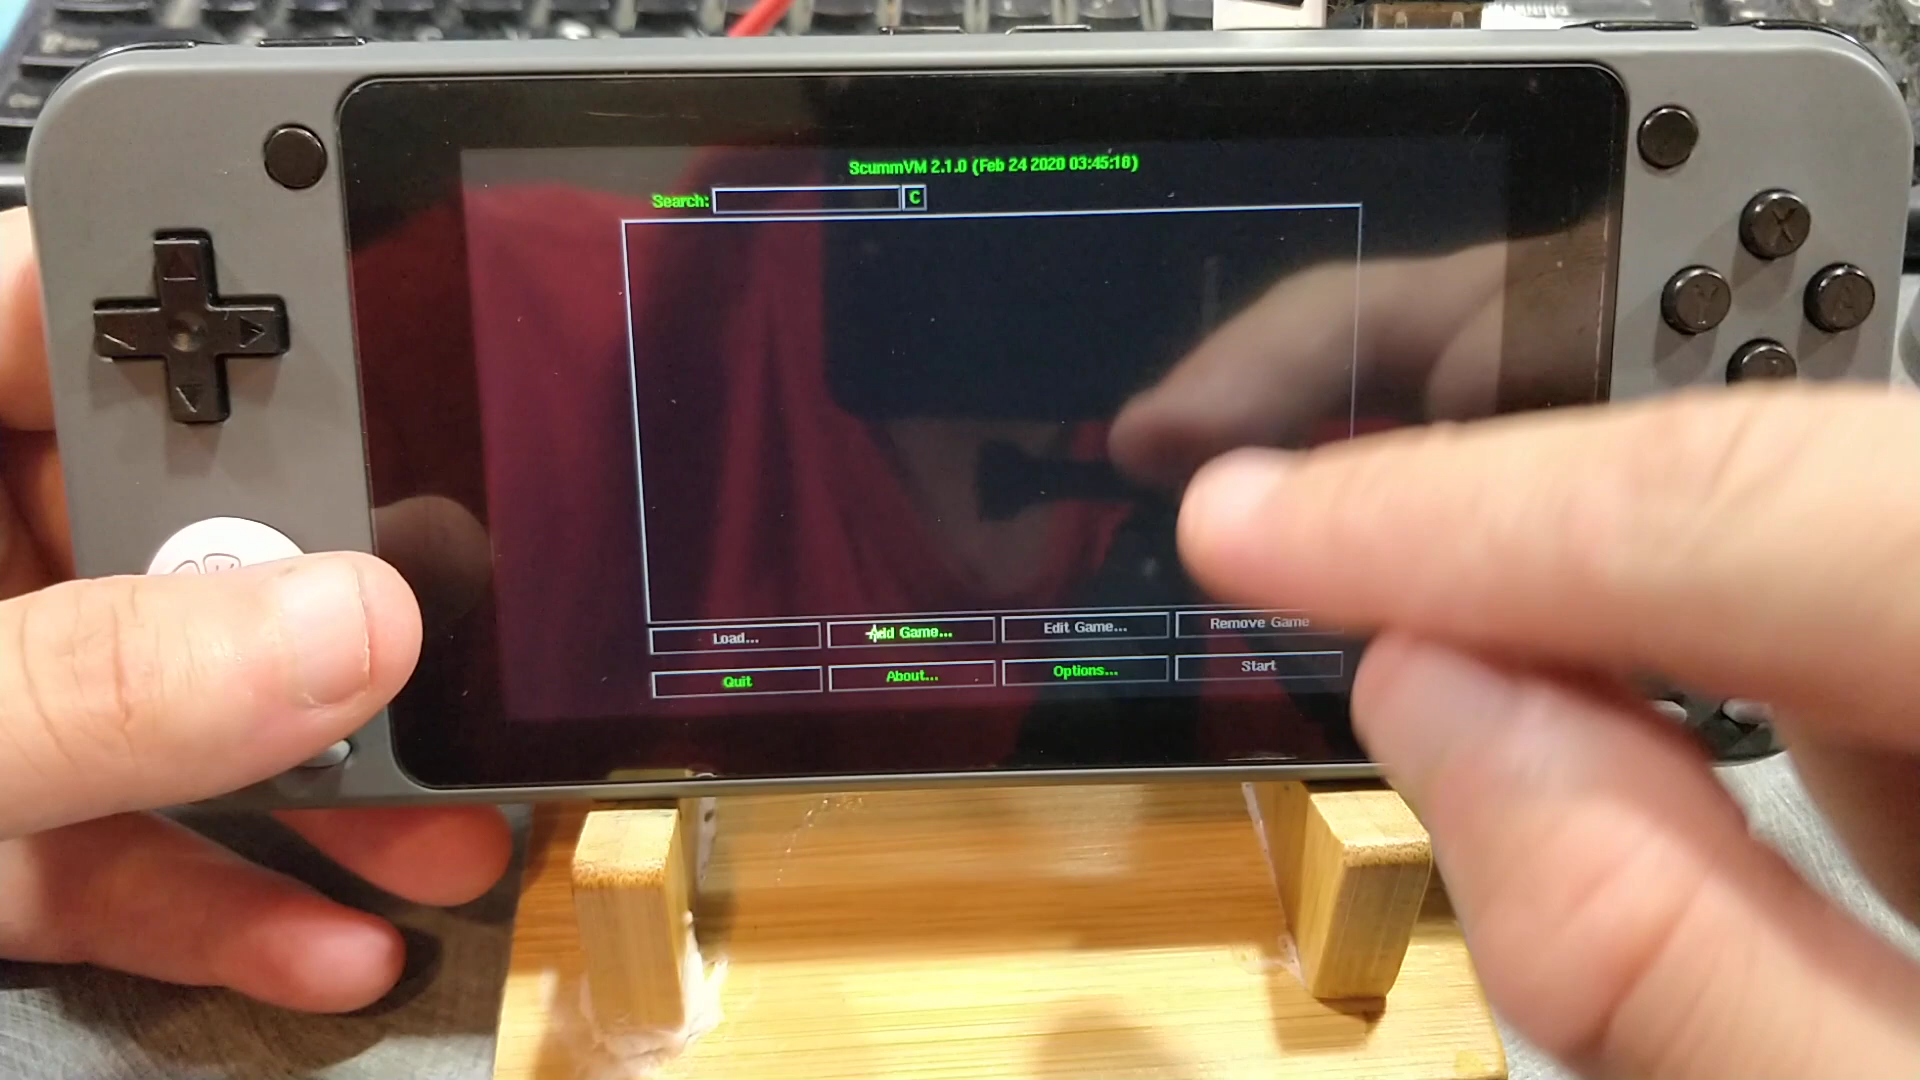 WARNING
ScummVM 2.1.0 (Feb 24 2020 03:45:18)
Search: C
Load... Add Game... Edit Game... Remove Game
Quit About... Options... Start
X
Y